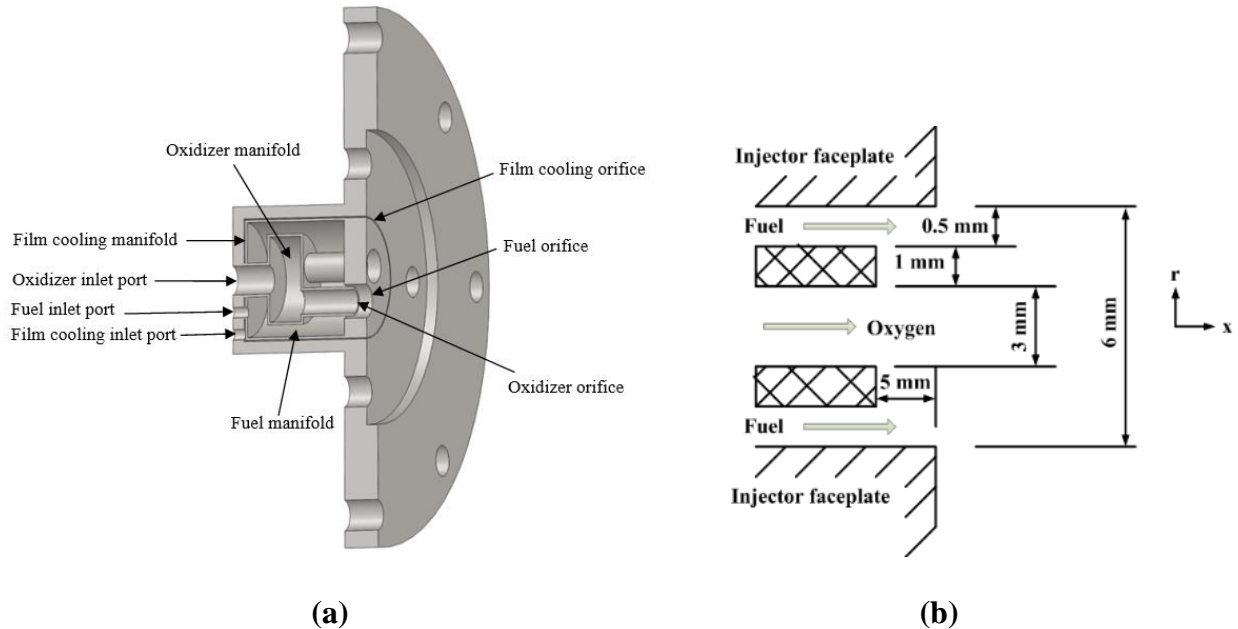 Oxidizer manifold
Film cooling orifice
Film cooling manifold
Fuel orifice
Oxidizer inlet port
Fuel inlet port
Film cooling inlet port
Oxidizer orifice
Fuel manifold
(a)
Injector faceplate
Fuel
0.5 mm
1 mm
Oxygen
3 mm
6 mm
r
x
5 mm
Fuel
Injector faceplate
(b)